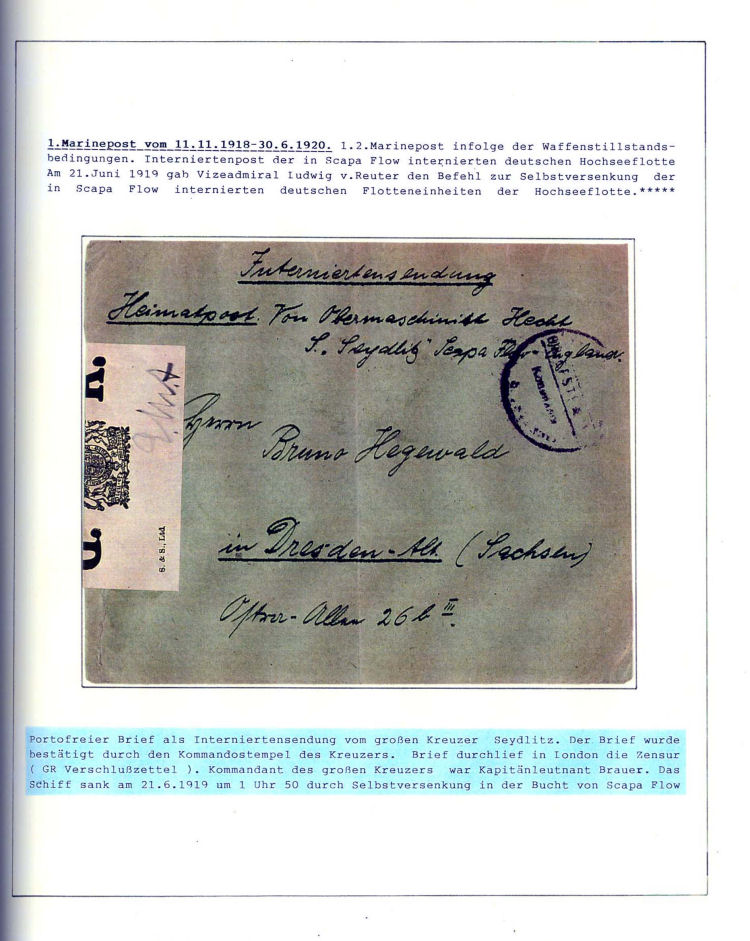 1.Marinepost vom 11.11.1918-30.6.1920. 1.2.Marinepost infolge der Waffenstillstands-
bedingungen. Interniertenpost der in Scapa Flow internierten deutschen Hochseeflotte
Am 21.Juni 1919 gab Vizeadmiral Ludwig v.Reuter den Befehl zur Selbstversenkung der
in Scapa Flow internierten deutschen Flotteneinheiten der Hochseeflotte.*****
Interniertensendung
Heimatpost. Von Obermaschinist Hecht
S. "Seydlitz" Scapa Flow - England.
Herrn
Bruno Hegewald
in Dresden-Alt. (Sachsen)
Ostra-Allee 26 b III.
R.
G.
S. & S., Ltd.
BRIEFST
Kommando
Portofreier Brief als Interniertensendung vom großen Kreuzer Seydlitz. Der Brief wurde
bestätigt durch den Kommandostempel des Kreuzers. Brief durchlief in London die Zensur
( GR Verschlußzettel ). Kommandant des großen Kreuzers war Kapitänleutnant Brauer. Das
Schiff sank am 21.6.1919 um 1 Uhr 50 durch Selbstversenkung in der Bucht von Scapa Flow